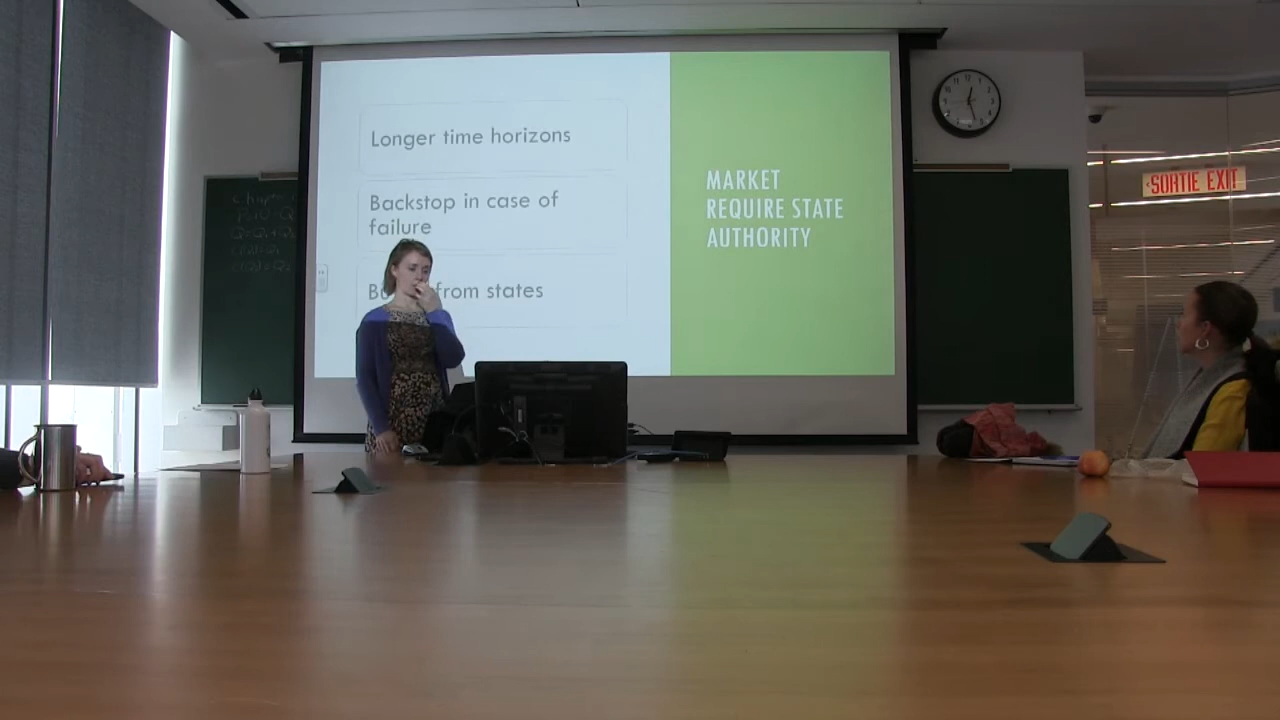 Longer time horizons
Backstop in case of
failure
from states
MARKET
REQUIRE STATE
AUTHORITY
SORTIE EXIT